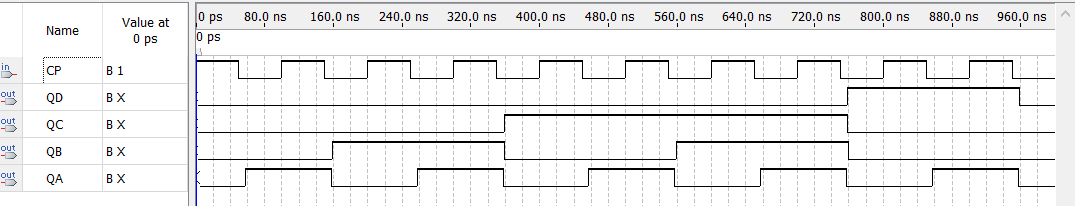 Name Value at 0 ps
0 ps 80.0 ns 160.0 ns 240.0 ns 320.0 ns 400.0 ns 480.0 ns 560.0 ns 640.0 ns 720.0 ns 800.0 ns 880.0 ns 960.0 ns
0 ps
in CP B 1
out QD B X
out QC B X
out QB B X
out QA B X